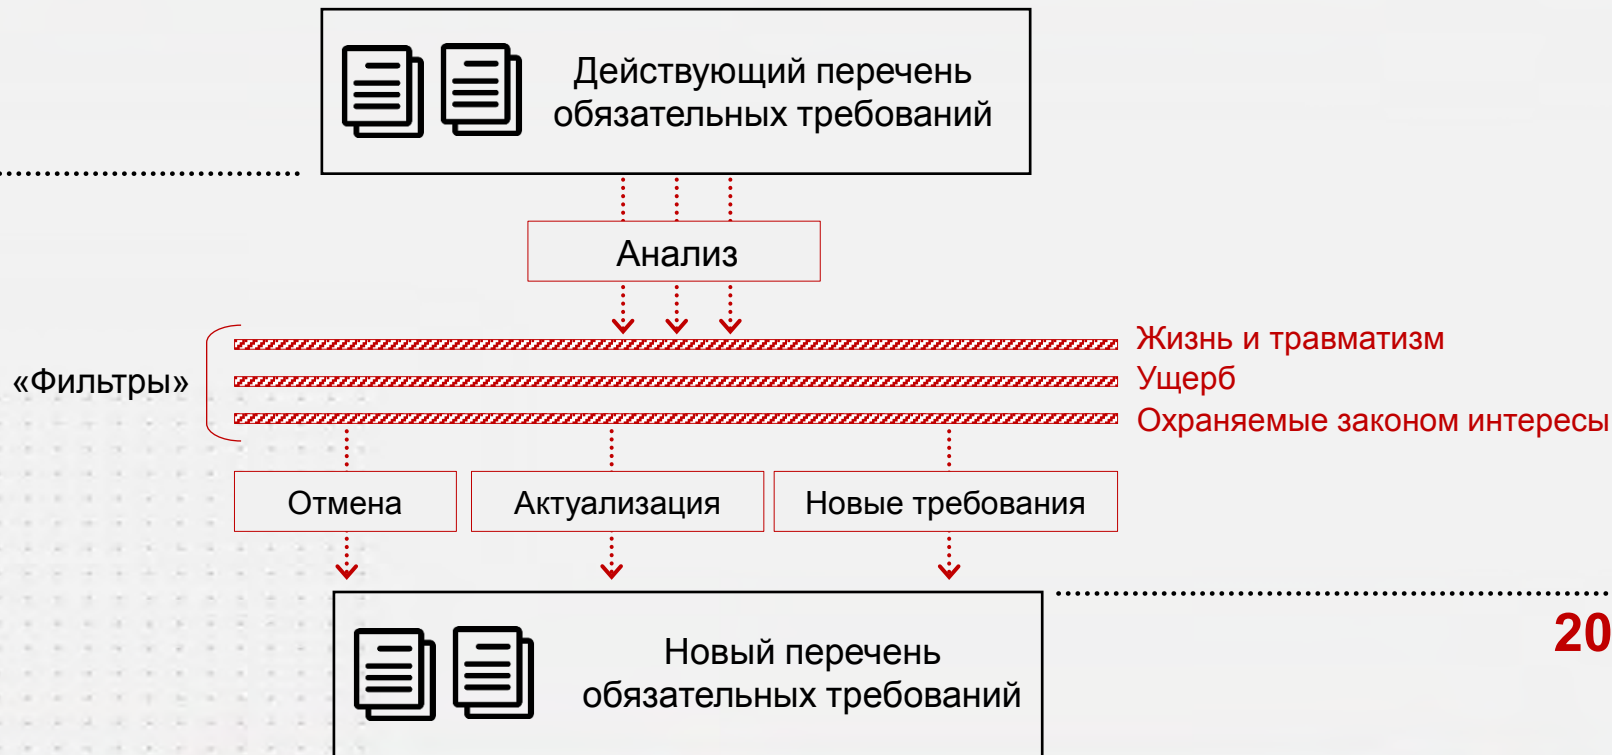 Действующий перечень
обязательных требований
Анализ
«Фильтры»
Жизнь и травматизм
Ущерб
Охраняемые законом интересы
Отмена
Актуализация
Новые требования
20
Новый перечень
обязательных требований